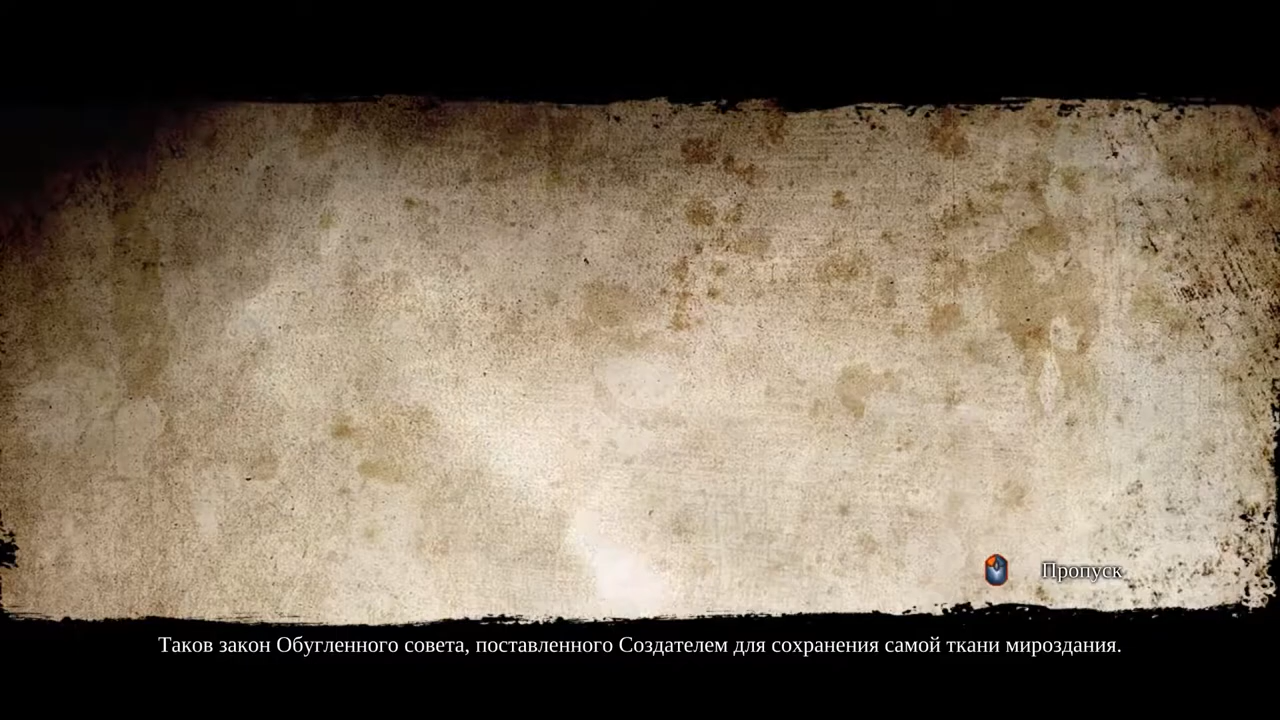 Пропуск
Таков закон Обугленного совета, поставленного Создателем для сохранения самой ткани мироздания.